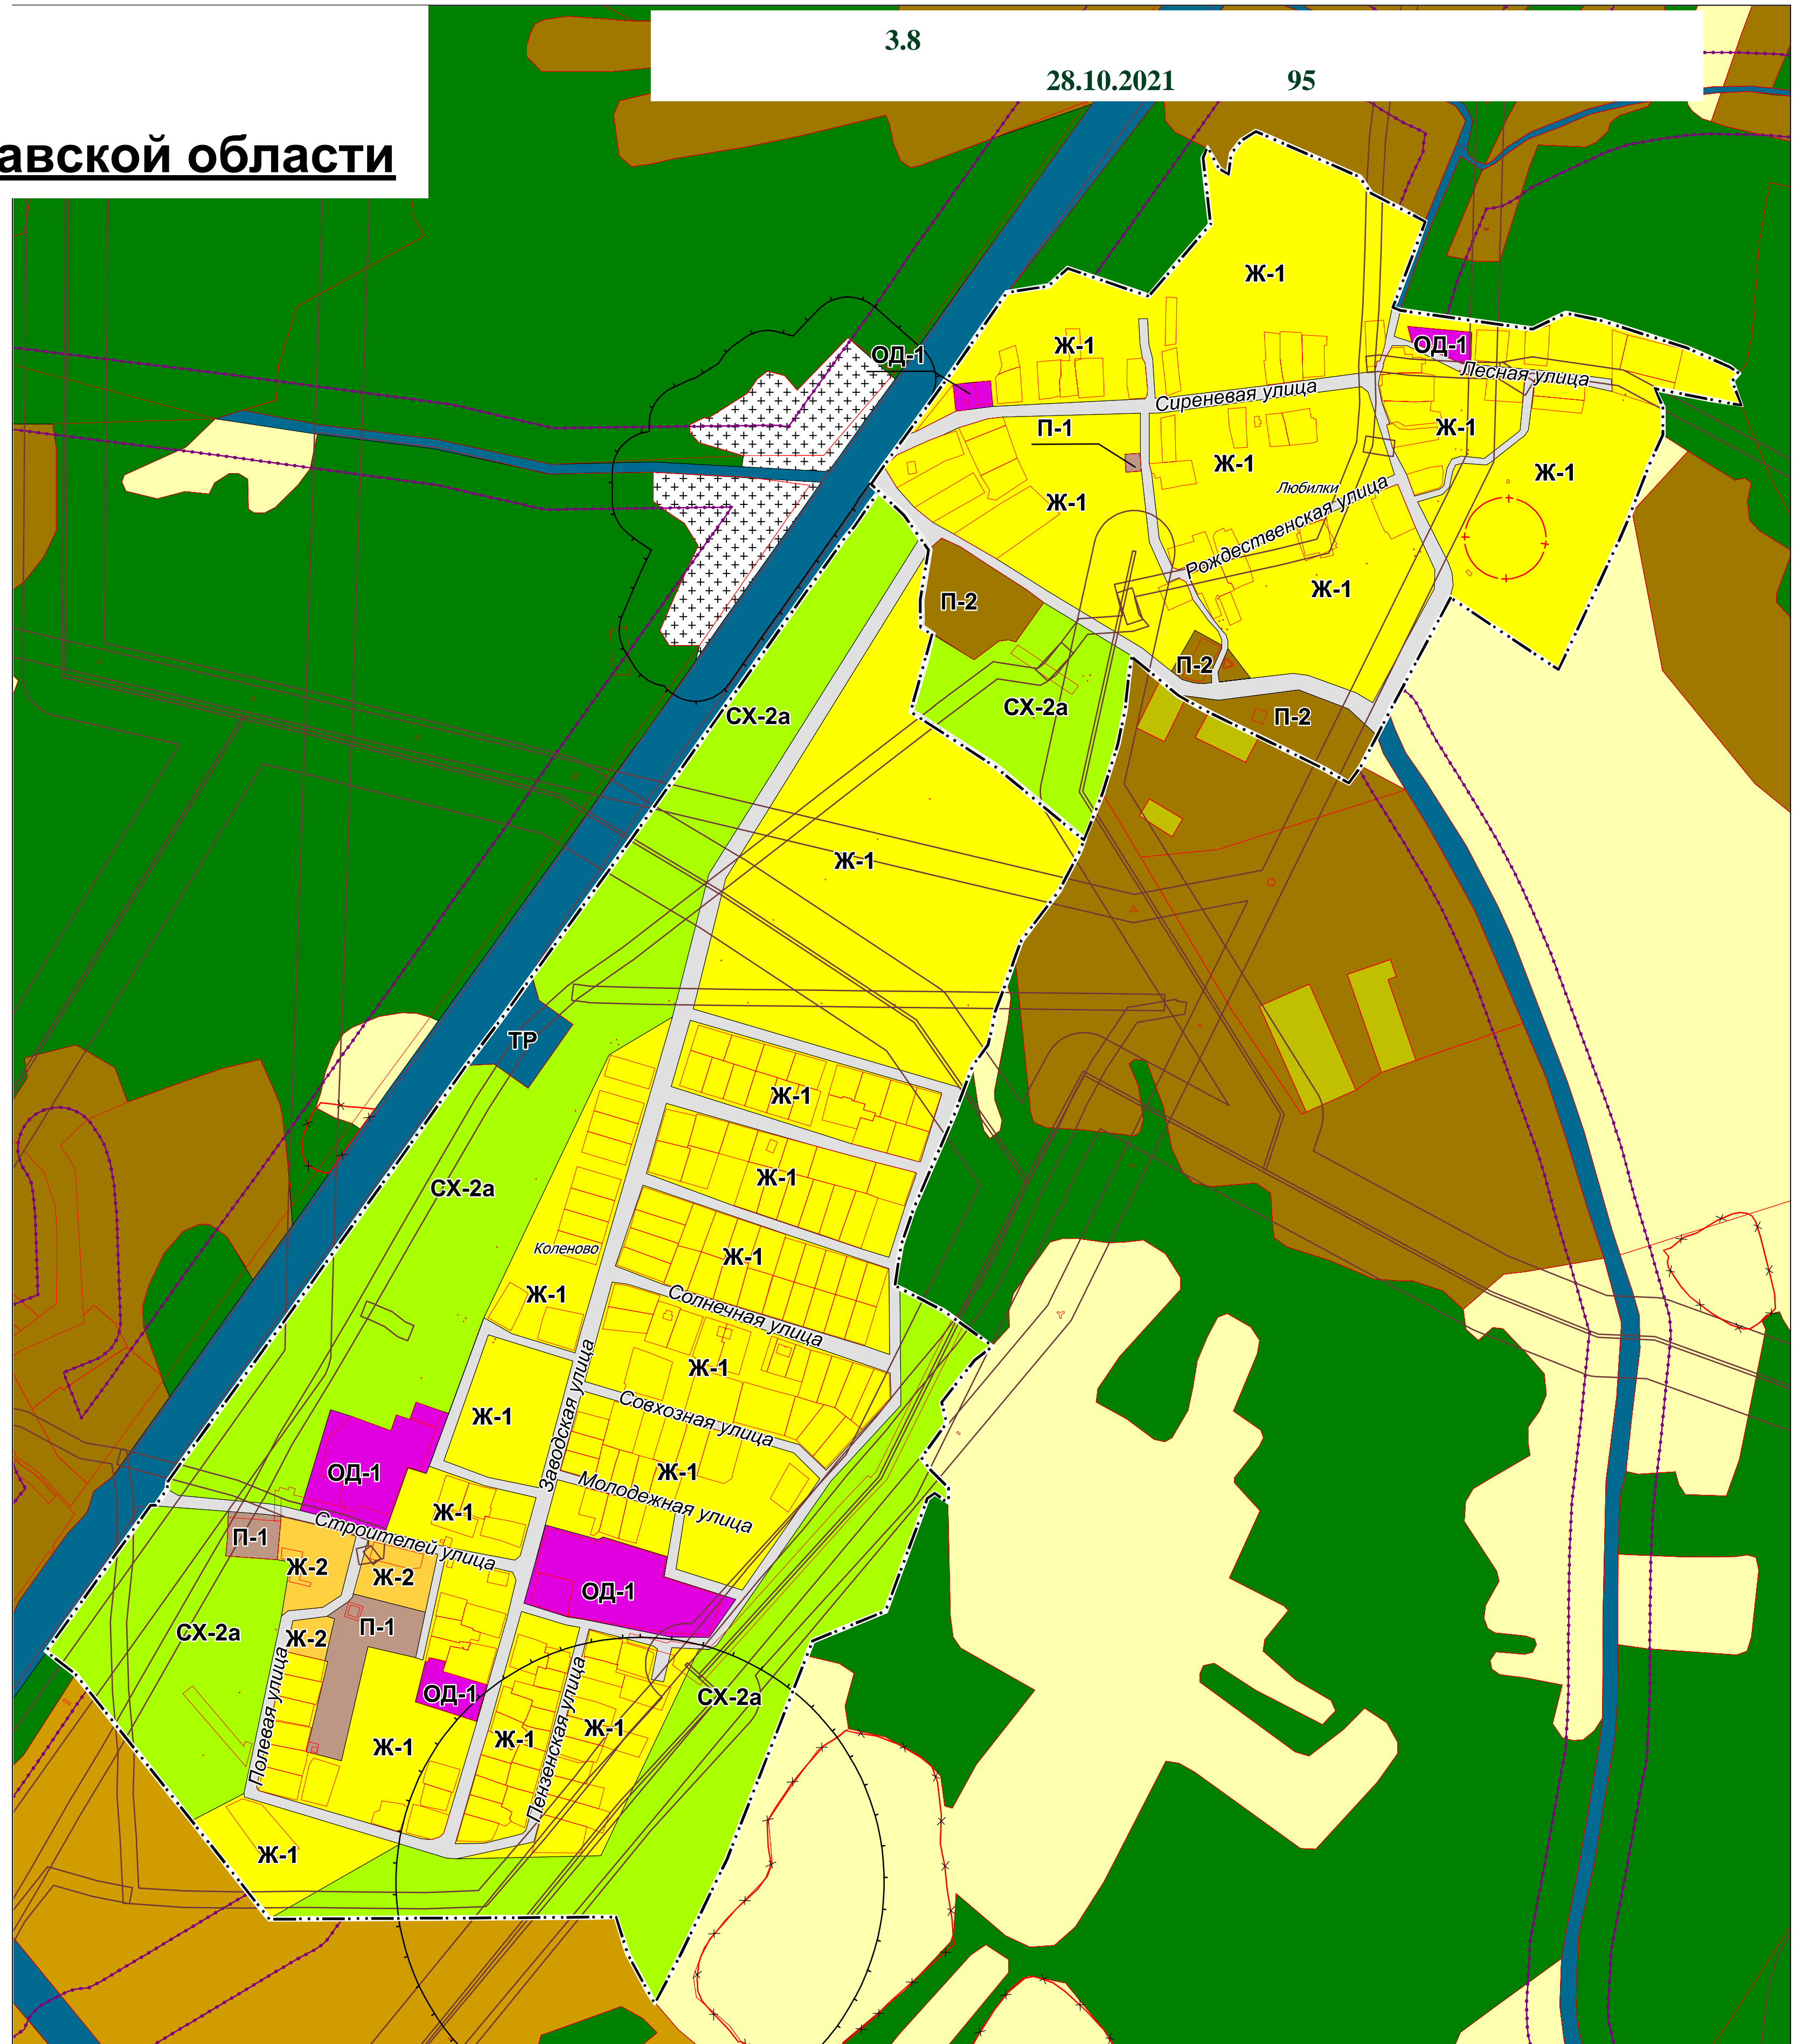 3.8
28.10.2021 95
авской области
Ж-1
Ж-1
ОД-1
ОД-1
Лесная улица
Сиреневая улица
П-1
Ж-1
Ж-1
Ж-1
Любилки
Ж-1
Рождественская улица
Ж-1
П-2
П-2
СХ-2а
СХ-2а
П-2
Ж-1
ТР
Ж-1
Ж-1
СХ-2а
Коленово
Ж-1
Ж-1
Солнечная улица
Ж-1
Заводская улица
Совхозная улица
Ж-1
ОД-1
Ж-1
Молодежная улица
Ж-1
Строителей улица
П-1
Ж-2
Ж-2
ОД-1
СХ-2а
Ж-2
П-1
Полевая улица
ОД-1
СХ-2а
Пензенская улица
Ж-1
Ж-1
Ж-1
Ж-1